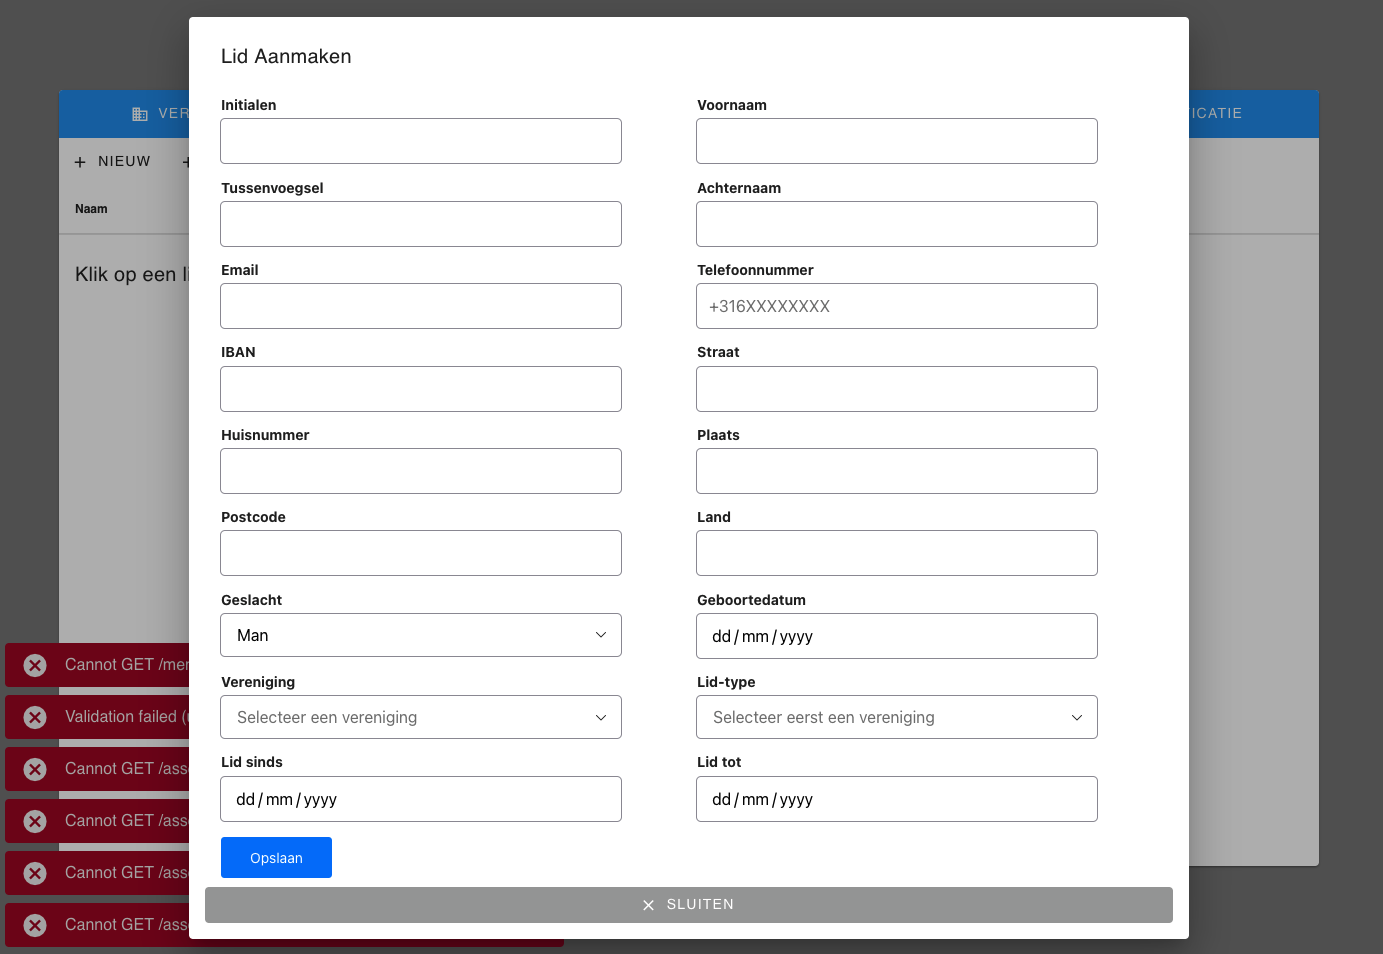 Lid Aanmaken
Initialen
Voornaam
Tussenvoegsel
Achternaam
Email
Telefoonnummer
+316XXXXXXXX
IBAN
Straat
Huisnummer
Plaats
Postcode
Land
Geslacht
Geboortedatum
Man
dd/mm/yyyy
Vereniging
Lid-type
Selecteer een vereniging
Selecteer eerst een vereniging
Lid sinds
Lid tot
dd/mm/yyyy
dd/mm/yyyy
Opslaan
SLUITEN
VER
ICATIE
NIEUW
Naam
Klik op een li
Cannot GET /mer
Validation failed (
Cannot GET /ass
Cannot GET /ass
Cannot GET /ass
Cannot GET /ass